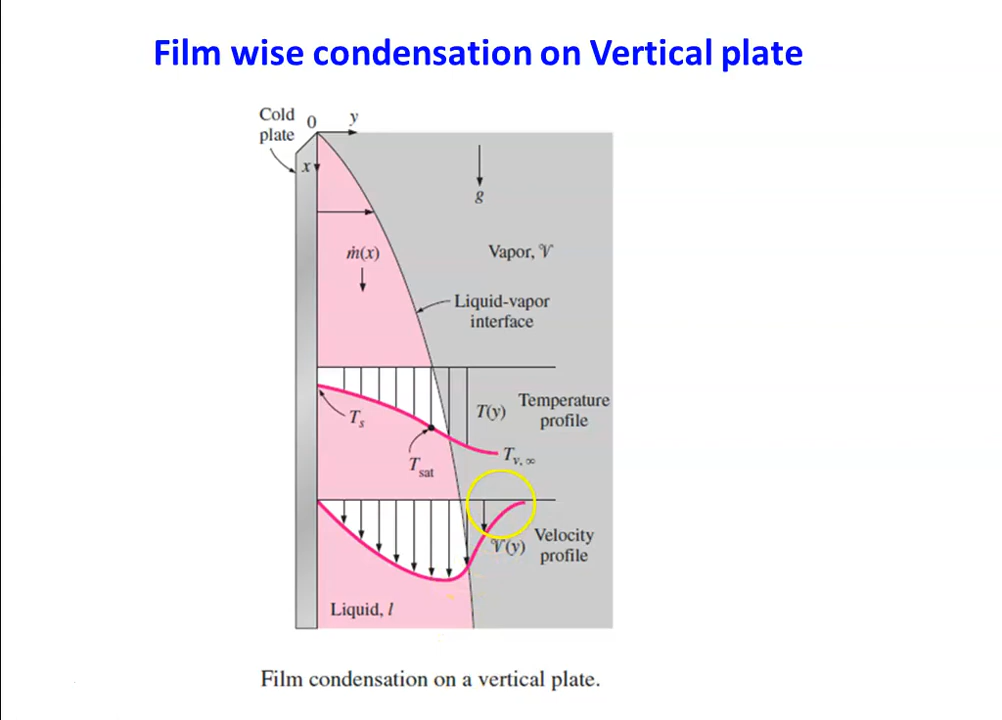 Film wise condensation on Vertical plate
Cold
plate
0
y
x
g
ṁ(x)
Vapor, 𝒱
Liquid-vapor
interface
T(y)
Temperature
profile
Tₛ
T_sat
T_v, ∞
𝒱(y)
Velocity
profile
Liquid, l
Film condensation on a vertical plate.